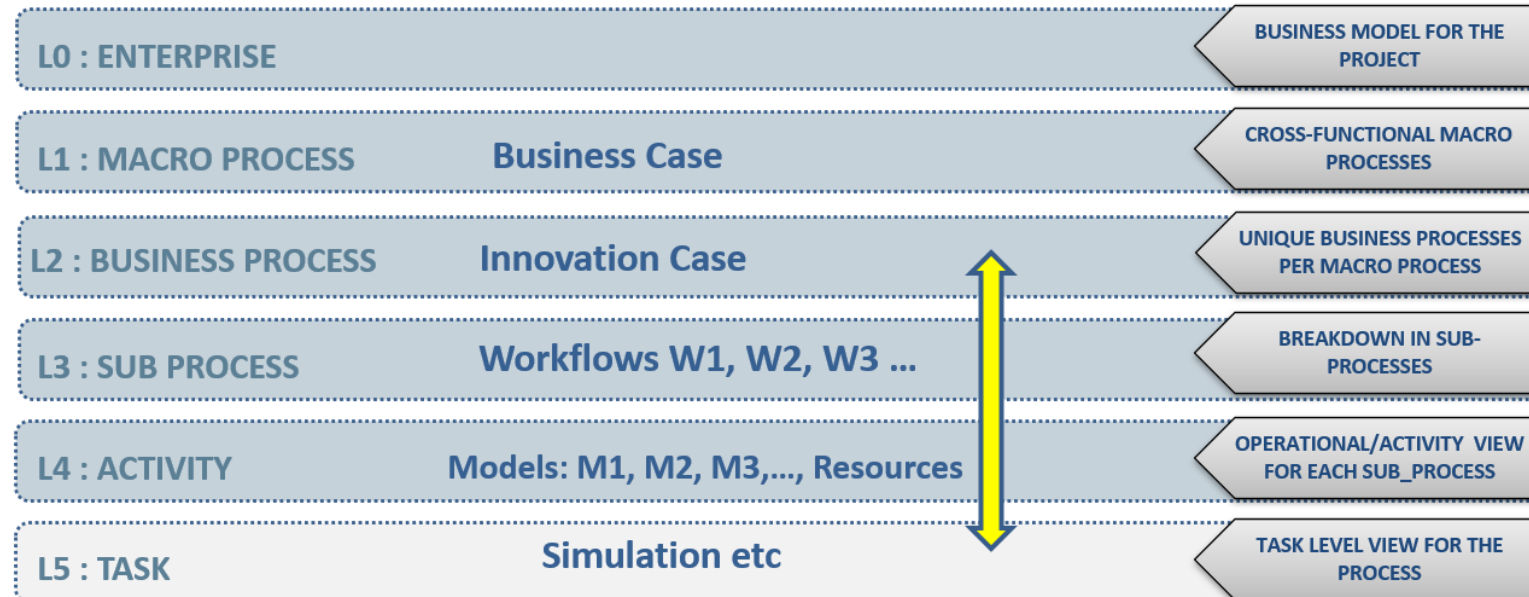 L0 : ENTERPRISE
BUSINESS MODEL FOR THE
PROJECT
L1 : MACRO PROCESS
Business Case
CROSS-FUNCTIONAL MACRO
PROCESSES
L2 : BUSINESS PROCESS
Innovation Case
UNIQUE BUSINESS PROCESSES
PER MACRO PROCESS
L3 : SUB PROCESS
Workflows W1, W2, W3 ...
BREAKDOWN IN SUB-
PROCESSES
L4 : ACTIVITY
Models: M1, M2, M3,..., Resources
OPERATIONAL/ACTIVITY VIEW
FOR EACH SUB_PROCESS
L5 : TASK
Simulation etc
TASK LEVEL VIEW FOR THE
PROCESS